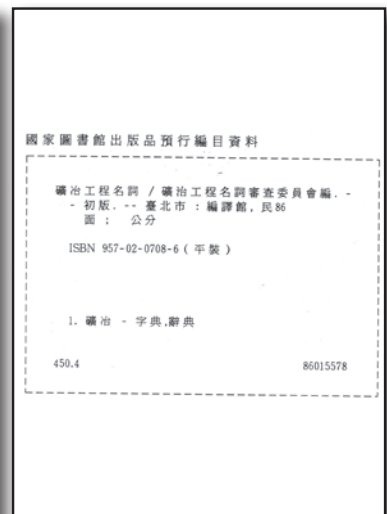 國家圖書館出版品預行編目資料
礦冶工程名詞 / 礦冶工程名詞審查委員會編. -
- 初版. -- 臺北市 : 編譯館, 民86
面 ; 公分
ISBN 957-02-0708-6 ( 平裝 )
1. 礦冶 - 字典,辭典
450.4 86015578